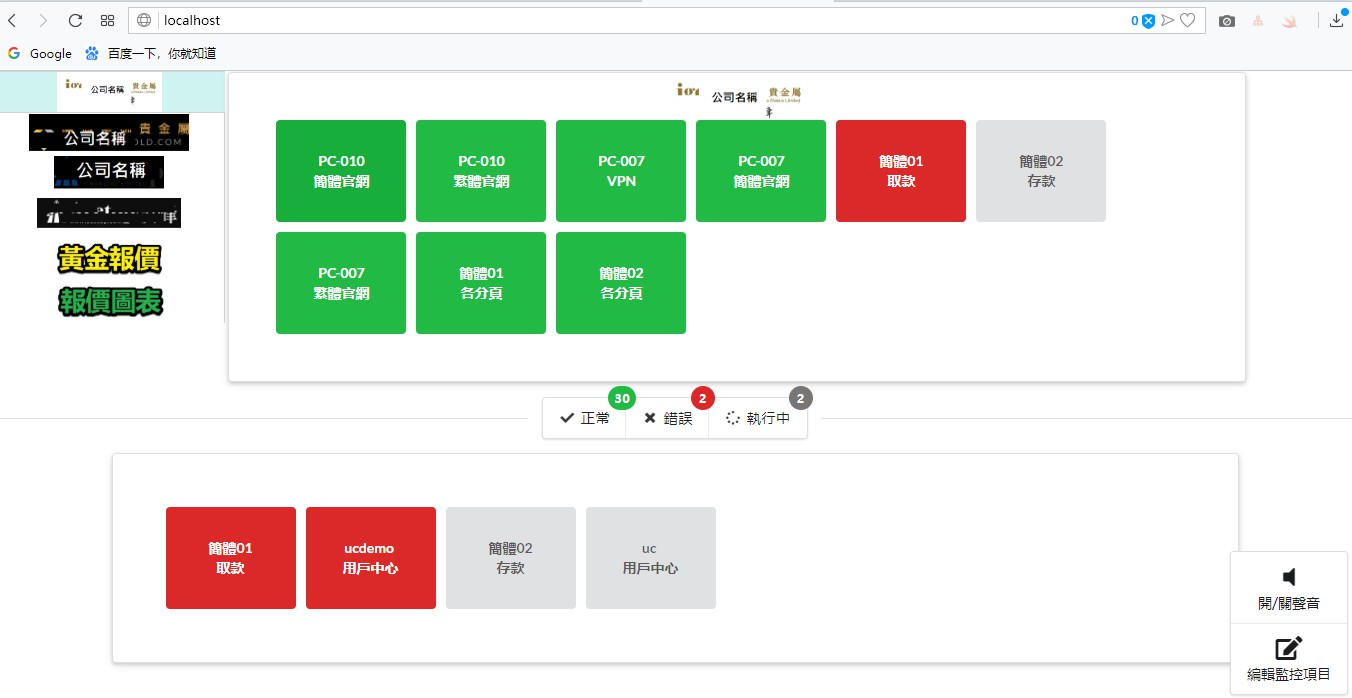 localhost
0
Google
百度一下，你就知道
公司名稱
貴金屬
公司名稱
貴金屬
公司名稱
黃金報價
報價圖表
公司名稱
貴金屬
PC-010
簡體官網
PC-010
繁體官網
PC-007
VPN
PC-007
簡體官網
簡體01
取款
簡體02
存款
PC-007
繁體官網
簡體01
各分頁
簡體02
各分頁
正常
30
錯誤
2
執行中
2
簡體01
取款
ucdemo
用戶中心
簡體02
存款
uc
用戶中心
開/關聲音
編輯監控項目